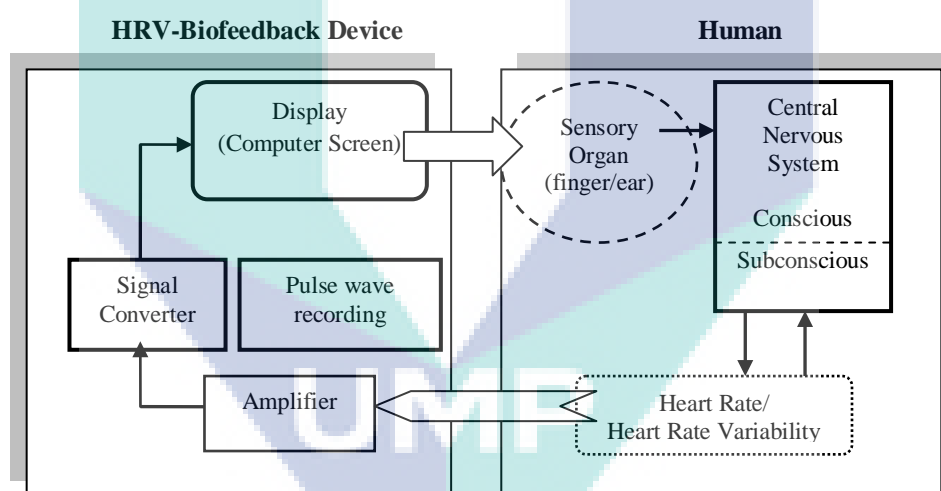 HRV-Biofeedback Device
Human
Display
(Computer Screen)
Sensory
Organ
(finger/ear)
Central
Nervous
System
Conscious
Subconscious
Signal
Converter
Pulse wave
recording
Amplifier
Heart Rate/
Heart Rate Variability
UMP